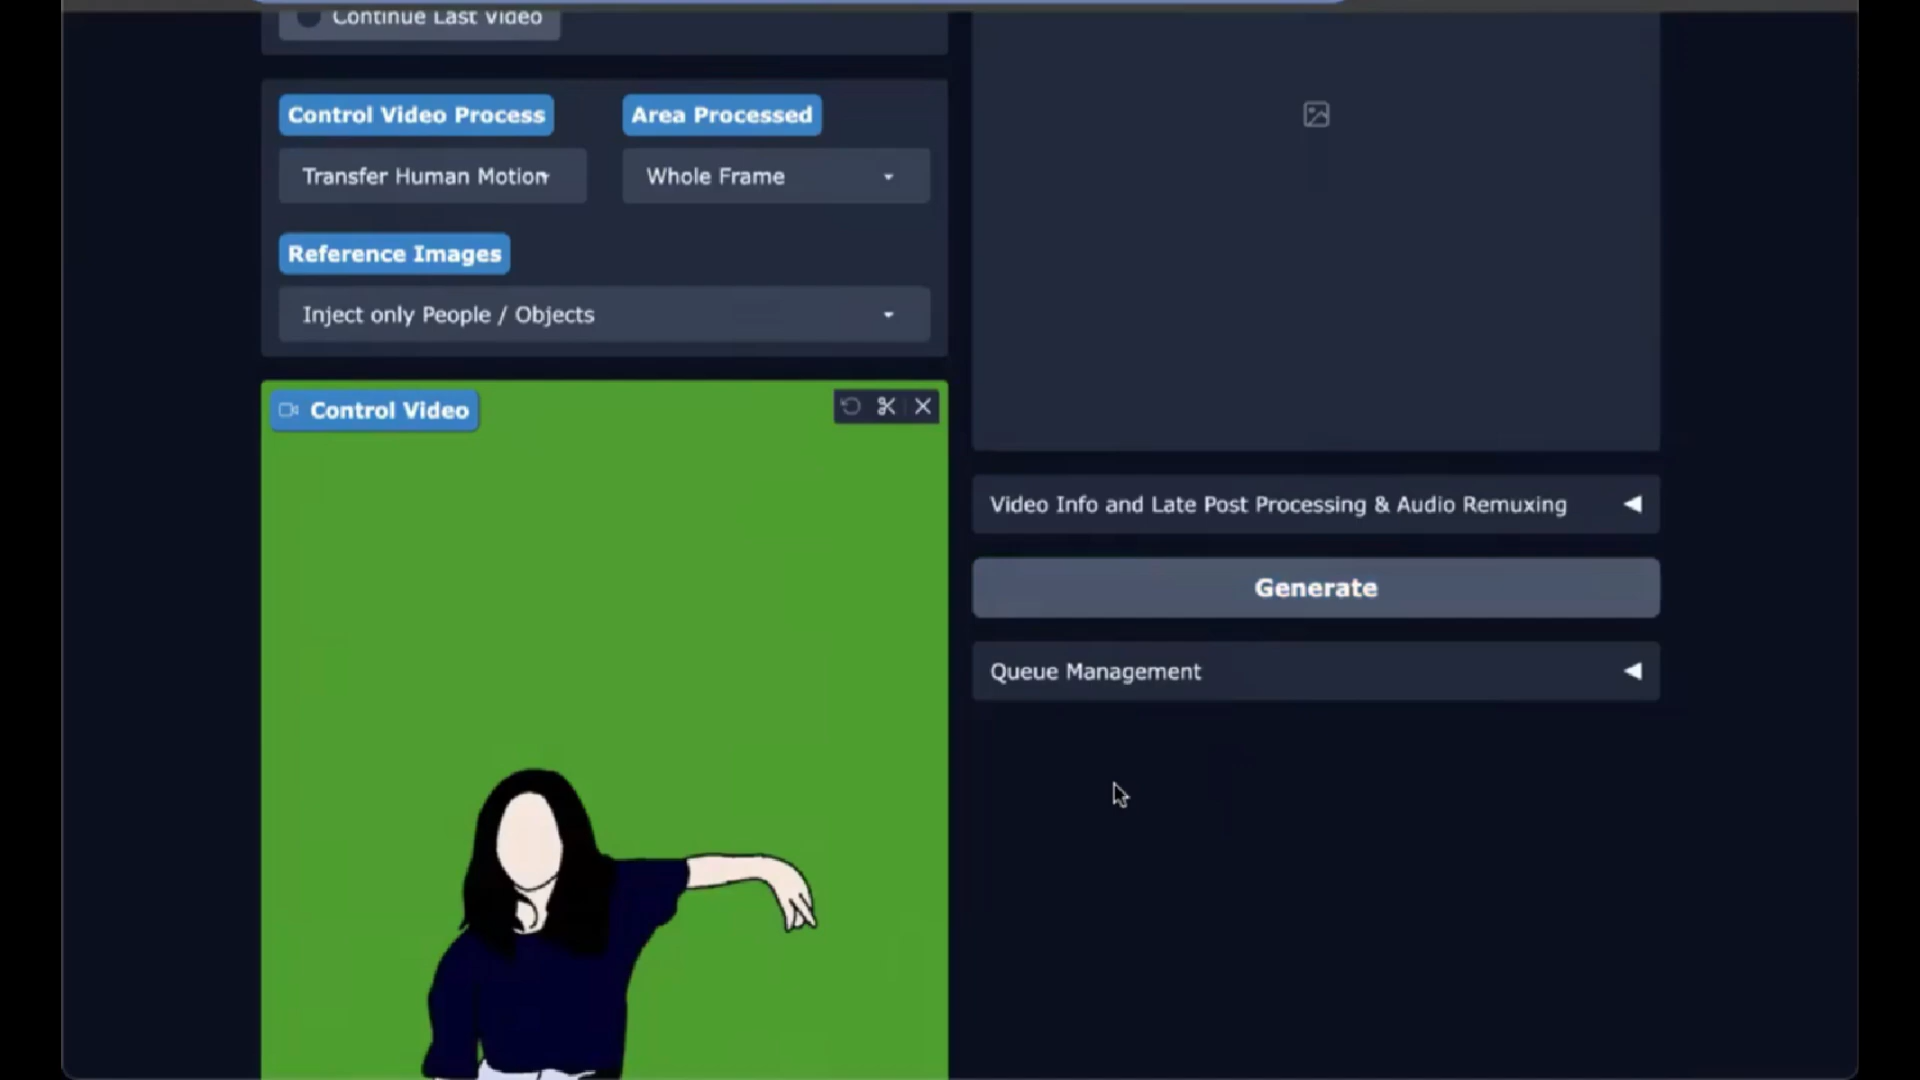 Continue Last Video
Control Video Process
Area Processed
Transfer Human Motion
Whole Frame
Reference Images
Inject only People / Objects
Control Video
Video Info and Late Post Processing & Audio Remuxing
Generate
Queue Management